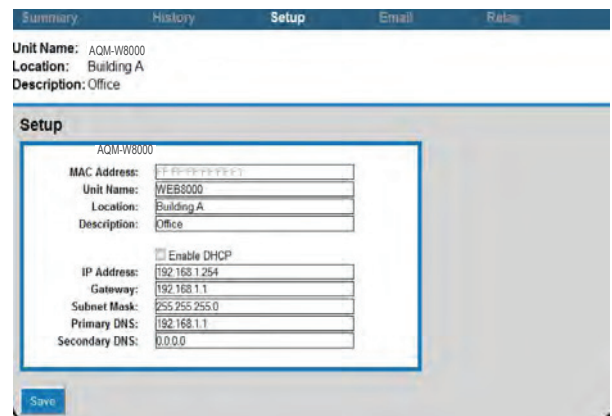 Summary History Setup Email Relay
Unit Name: AQM-W8000
Location: Building A
Description: Office
Setup
AQM-W8000
MAC Address:
Unit Name: WEB8000
Location: Building A
Description: Office
Enable DHCP
IP Address: 192.168.1.254
Gateway: 192.168.1.1
Subnet Mask: 255.255.255.0
Primary DNS: 192.168.1.1
Secondary DNS: 0.0.0.0
Save